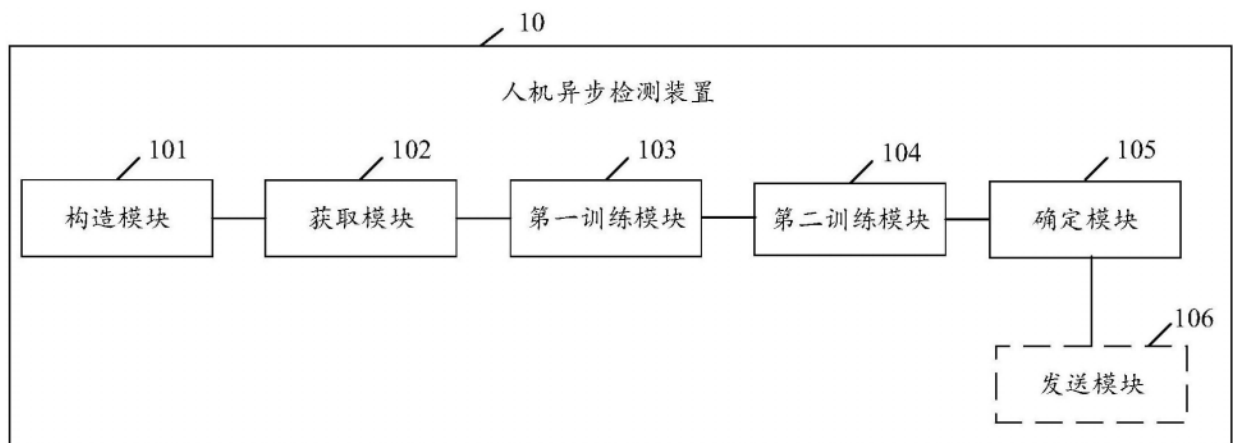 10
人机异步检测装置
101
102
103
104
105
构造模块
获取模块
第一训练模块
第二训练模块
确定模块
106
发送模块